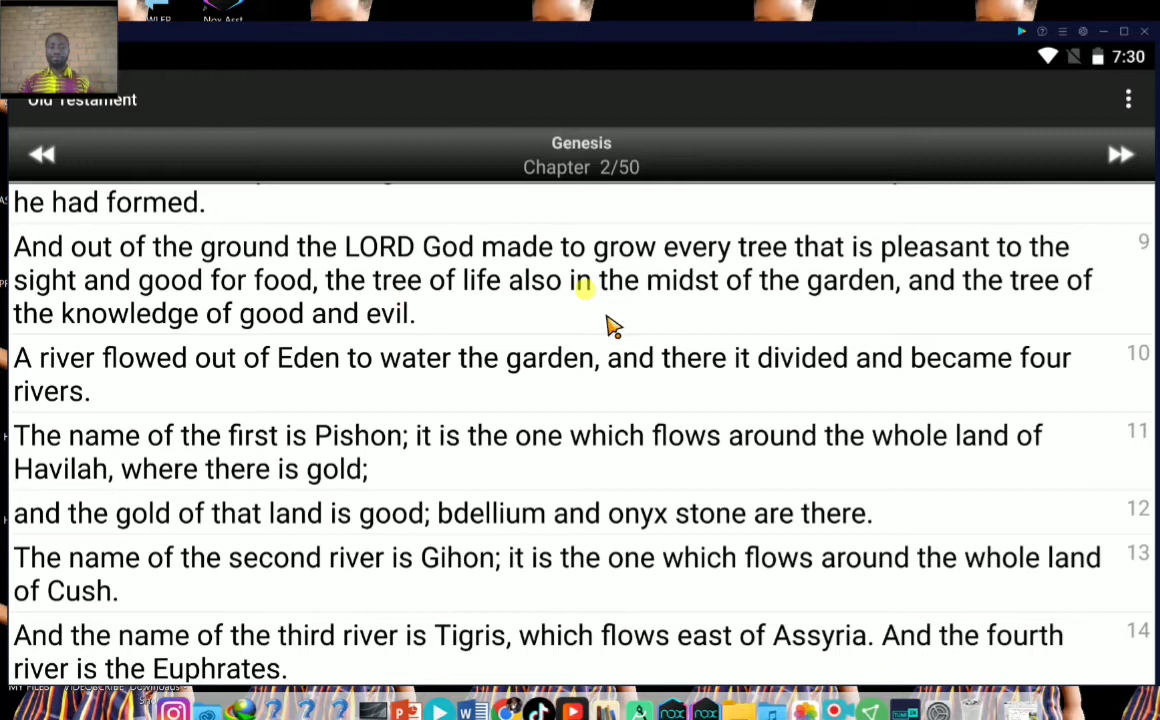 7:30
Old Testament
Genesis
Chapter 2/50
he had formed.
And out of the ground the LORD God made to grow every tree that is pleasant to the 9
sight and good for food, the tree of life also in the midst of the garden, and the tree of
the knowledge of good and evil.
A river flowed out of Eden to water the garden, and there it divided and became four 10
rivers.
The name of the first is Pishon; it is the one which flows around the whole land of 11
Havilah, where there is gold;
and the gold of that land is good; bdellium and onyx stone are there. 12
The name of the second river is Gihon; it is the one which flows around the whole land 13
of Cush.
And the name of the third river is Tigris, which flows east of Assyria. And the fourth 14
river is the Euphrates.
MY FILES VIDEOSCRIBE Downloads